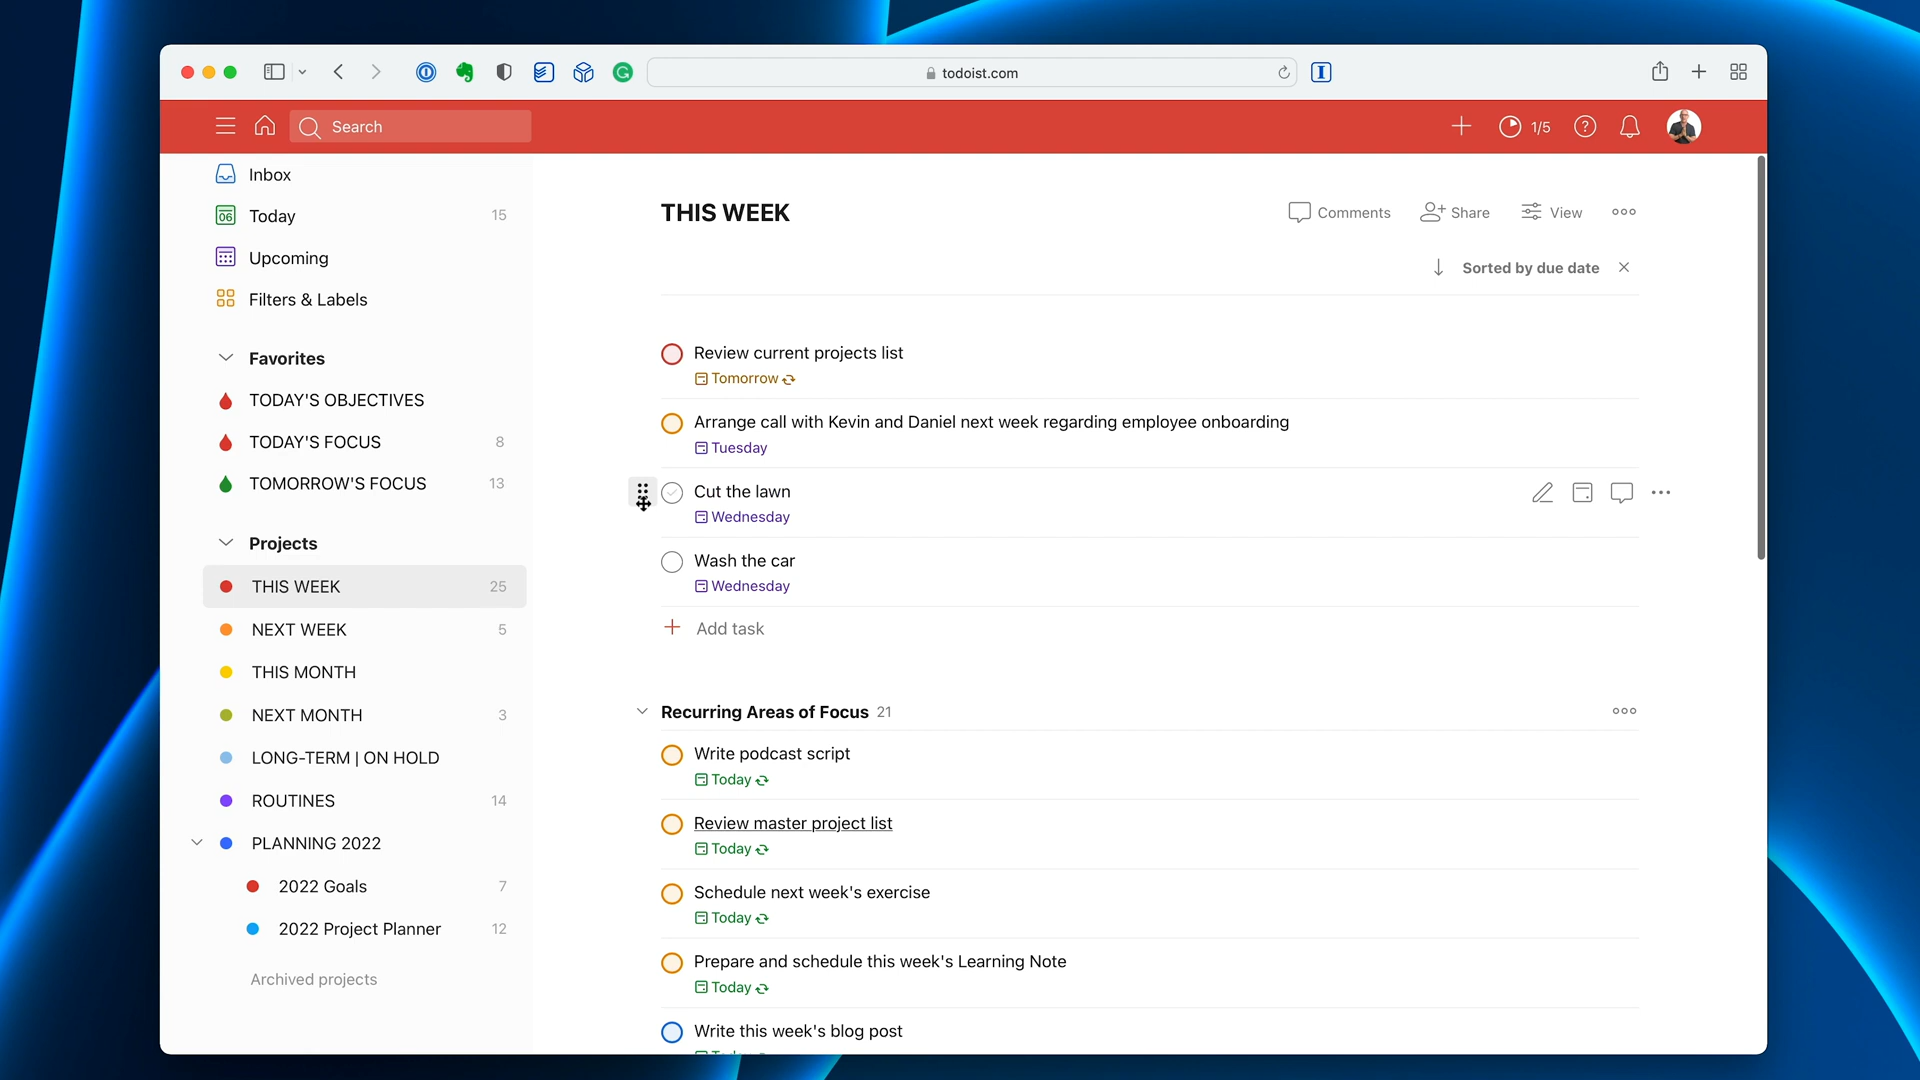 todoist.com
Search
1/5
Inbox
06 Today 15
Upcoming
Filters & Labels
Favorites
TODAY'S OBJECTIVES
TODAY'S FOCUS 8
TOMORROW'S FOCUS 13
Projects
THIS WEEK 25
NEXT WEEK 5
THIS MONTH
NEXT MONTH 3
LONG-TERM | ON HOLD
ROUTINES 14
PLANNING 2022
2022 Goals 7
2022 Project Planner 12
Archived projects
THIS WEEK
Comments Share View
Sorted by due date
Review current projects list
Tomorrow
Arrange call with Kevin and Daniel next week regarding employee onboarding
Tuesday
Cut the lawn
Wednesday
Wash the car
Wednesday
Add task
Recurring Areas of Focus 21
Write podcast script
Today
Review master project list
Today
Schedule next week's exercise
Today
Prepare and schedule this week's Learning Note
Today
Write this week's blog post